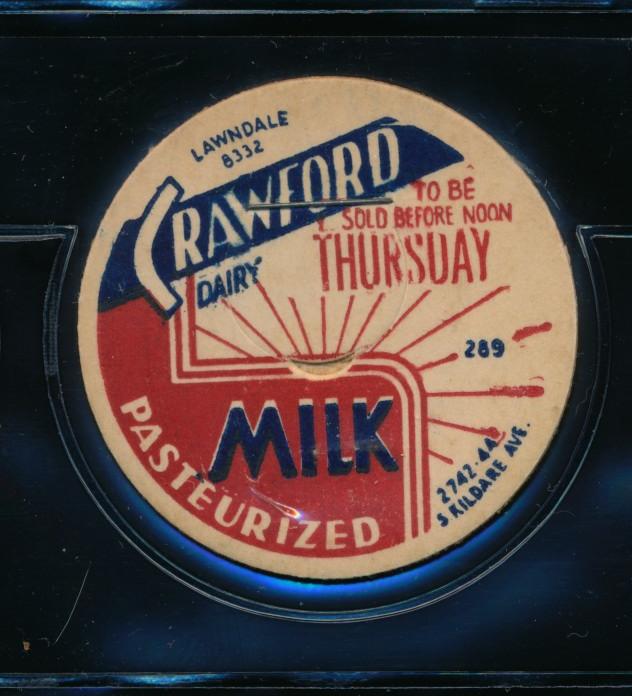 LAWNDALE
8332
CRAWFORD
DAIRY
TO BE
SOLD BEFORE NOON
THURSDAY
289
MILK
PASTEURIZED
2742-44
S KILDARE AVE.